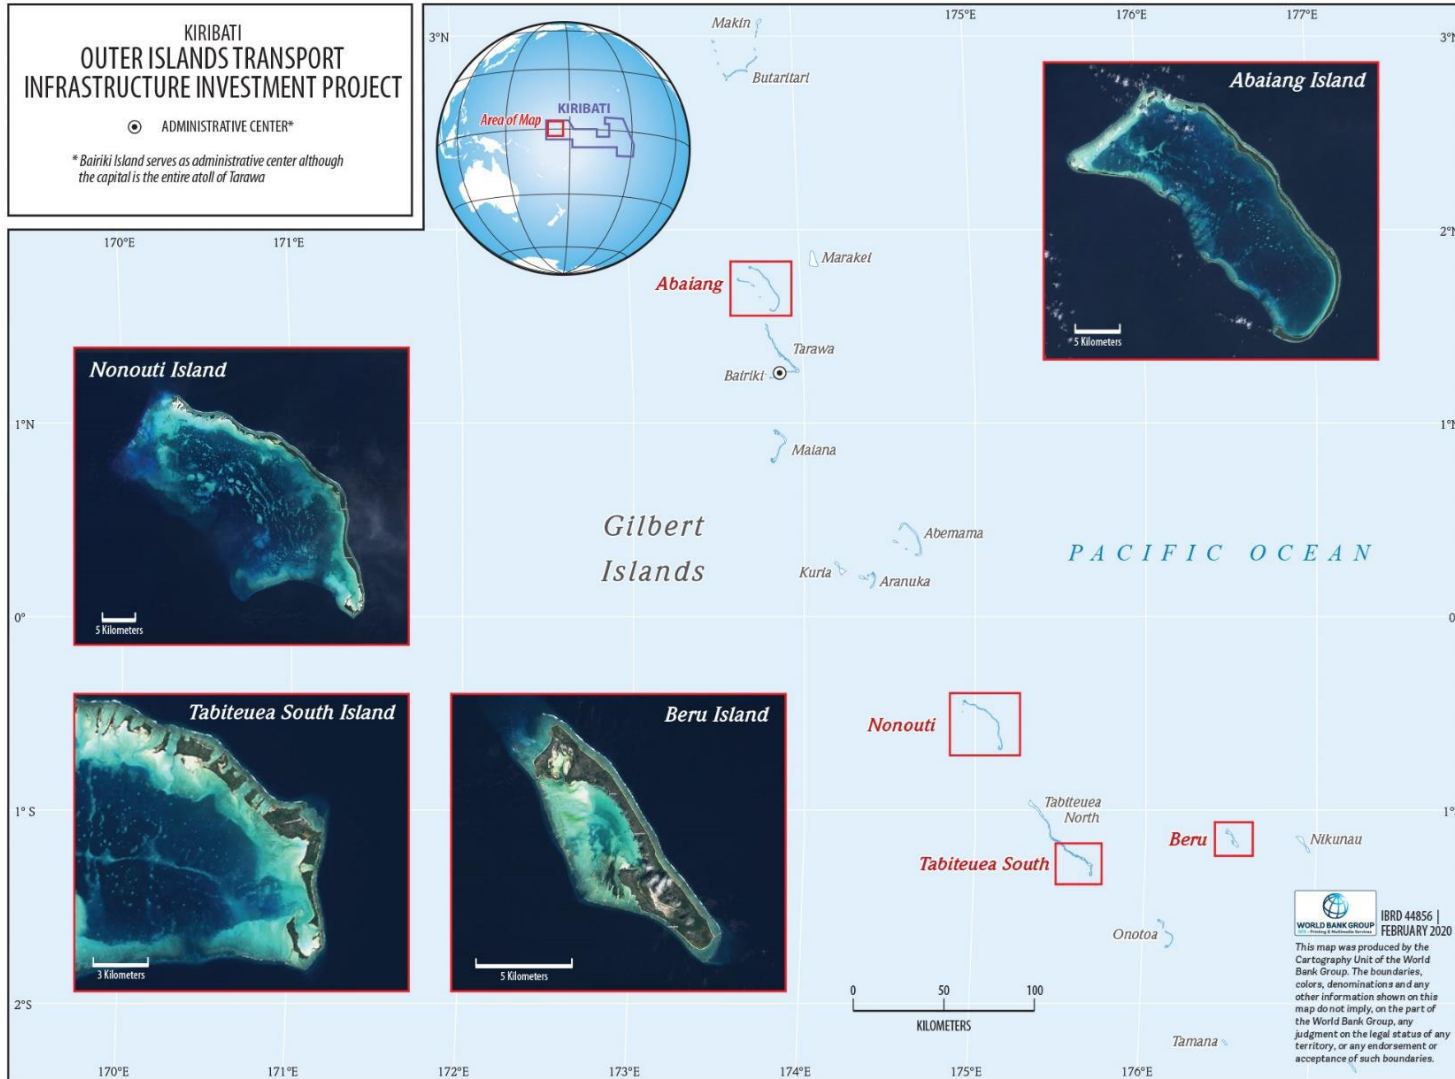 KIRIBATI
OUTER ISLANDS TRANSPORT
INFRASTRUCTURE INVESTMENT PROJECT
ADMINISTRATIVE CENTER*
* Bairiki Island serves as administrative center although
the capital is the entire atoll of Tarawa
175°E
176°E
177°E
3°N
Makin
Butaritari
KIRIBATI
Area of Map
Abaiang Island
5 Kilometers
170°E
171°E
2°N
Marakei
Abaiang
Tarawa
Bairiki
Nonouti Island
5 Kilometers
1°N
1°N
Maiana
Gilbert
Islands
Abemama
Kuria
Aranuka
PACIFIC OCEAN
0°
0°
Tabiteuea South Island
3 Kilometers
Beru Island
5 Kilometers
Nonouti
1° S
Tabiteuea
North
Tabiteuea South
Beru
Nikunau
Onotoa
2°S
0
50
100
KILOMETERS
Tamana
WORLD BANK GROUP
IBRD 44856 |
FEBRUARY 2020
This map was produced by the
Cartography Unit of the World
Bank Group. The boundaries,
colors, denominations and any
other information shown on this
map do not imply, on the part of
the World Bank Group, any
judgment on the legal status of any
territory, or any endorsement or
acceptance of such boundaries.
170°E
171°E
172°E
173°E
174°E
175°E
176°E
177°E